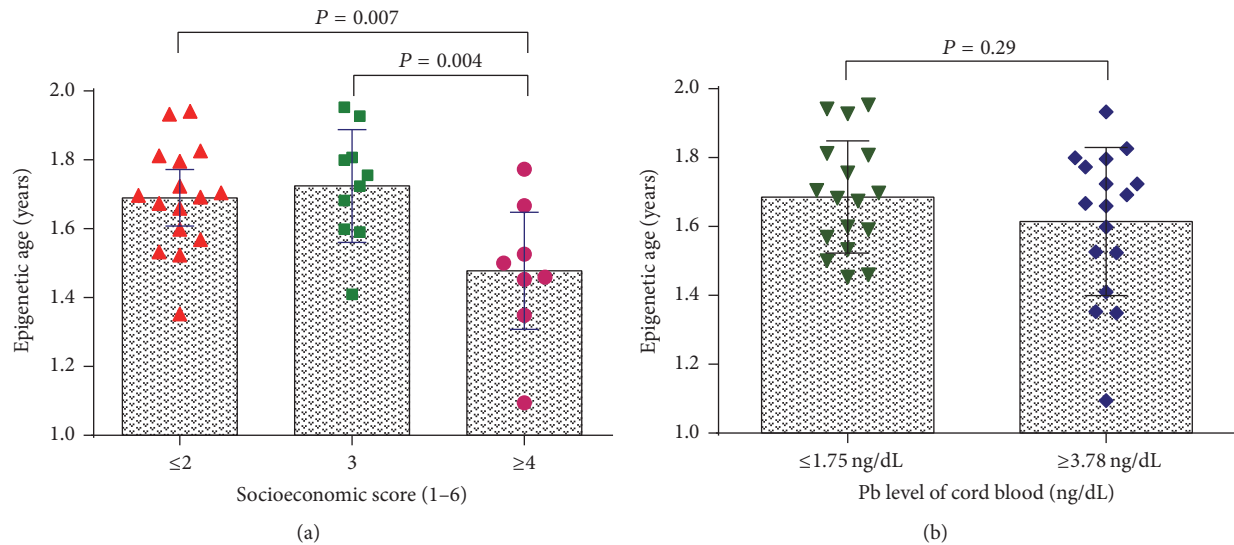 P = 0.007
P = 0.004
2.0
1.8
1.6
1.4
1.2
1.0
Epigenetic age (years)
≤2
3
≥4
Socioeconomic score (1–6)
(a)
P = 0.29
2.0
1.8
1.6
1.4
1.2
1.0
Epigenetic age (years)
≤1.75 ng/dL
≥3.78 ng/dL
Pb level of cord blood (ng/dL)
(b)